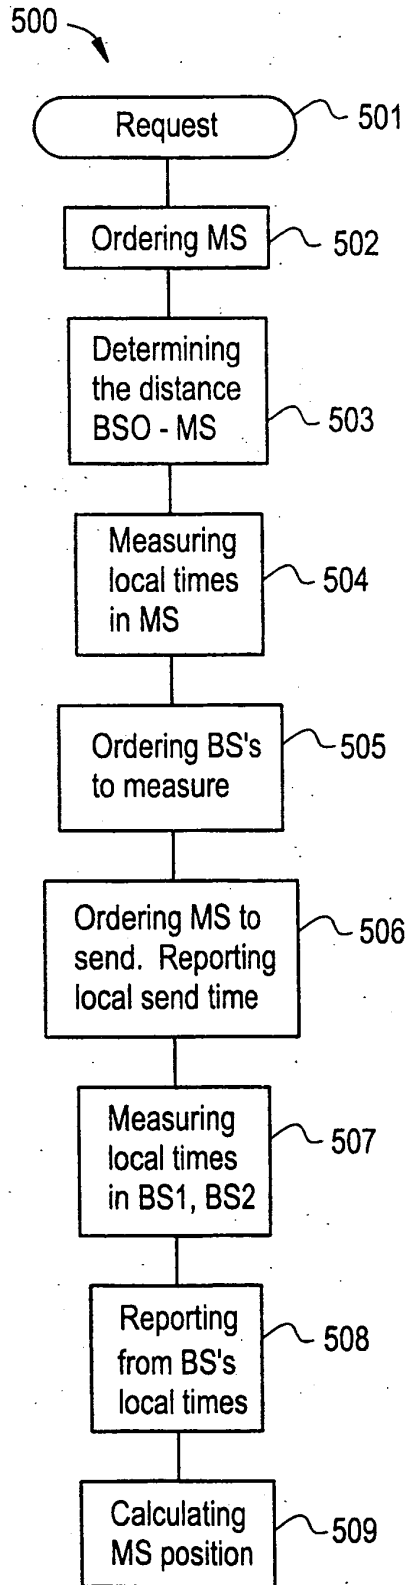 500
Request
501
Ordering MS
502
Determining
the distance
BSO - MS
503
Measuring
local times
in MS
504
Ordering BS's
to measure
505
Ordering MS to
send. Reporting
local send time
506
Measuring
local times
in BS1, BS2
507
Reporting
from BS's
local times
508
Calculating
MS position
509